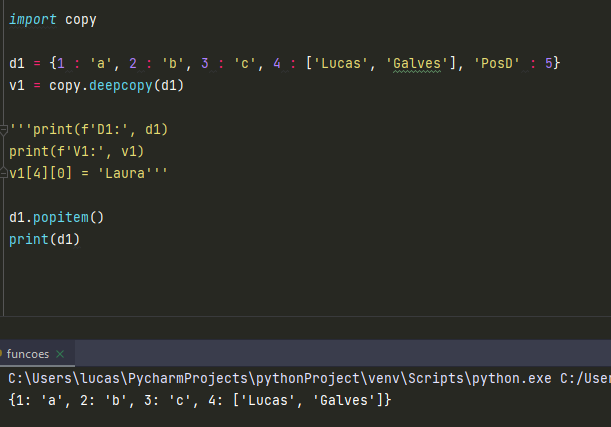 import copy
d1 = {1 : 'a', 2 : 'b', 3 : 'c', 4 : ['Lucas', 'Galves'], 'PosD' : 5}
v1 = copy.deepcopy(d1)
'''print(f'D1:', d1)
print(f'V1:', v1)
v1[4][0] = 'Laura'''
d1.popitem()
print(d1)
funcoes
C:\Users\lucas\PycharmProjects\pythonProject\venv\Scripts\python.exe C:/User
{1: 'a', 2: 'b', 3: 'c', 4: ['Lucas', 'Galves']}